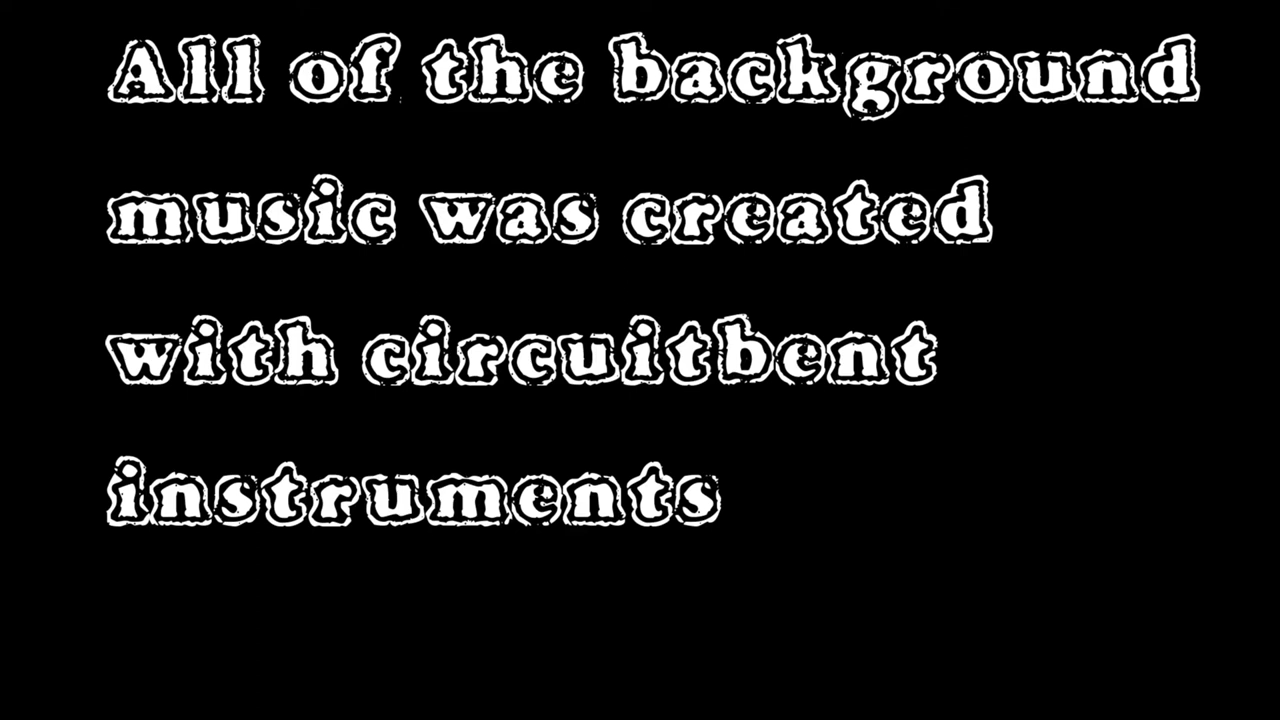 All of the background
music was created
with circuitbent
instruments